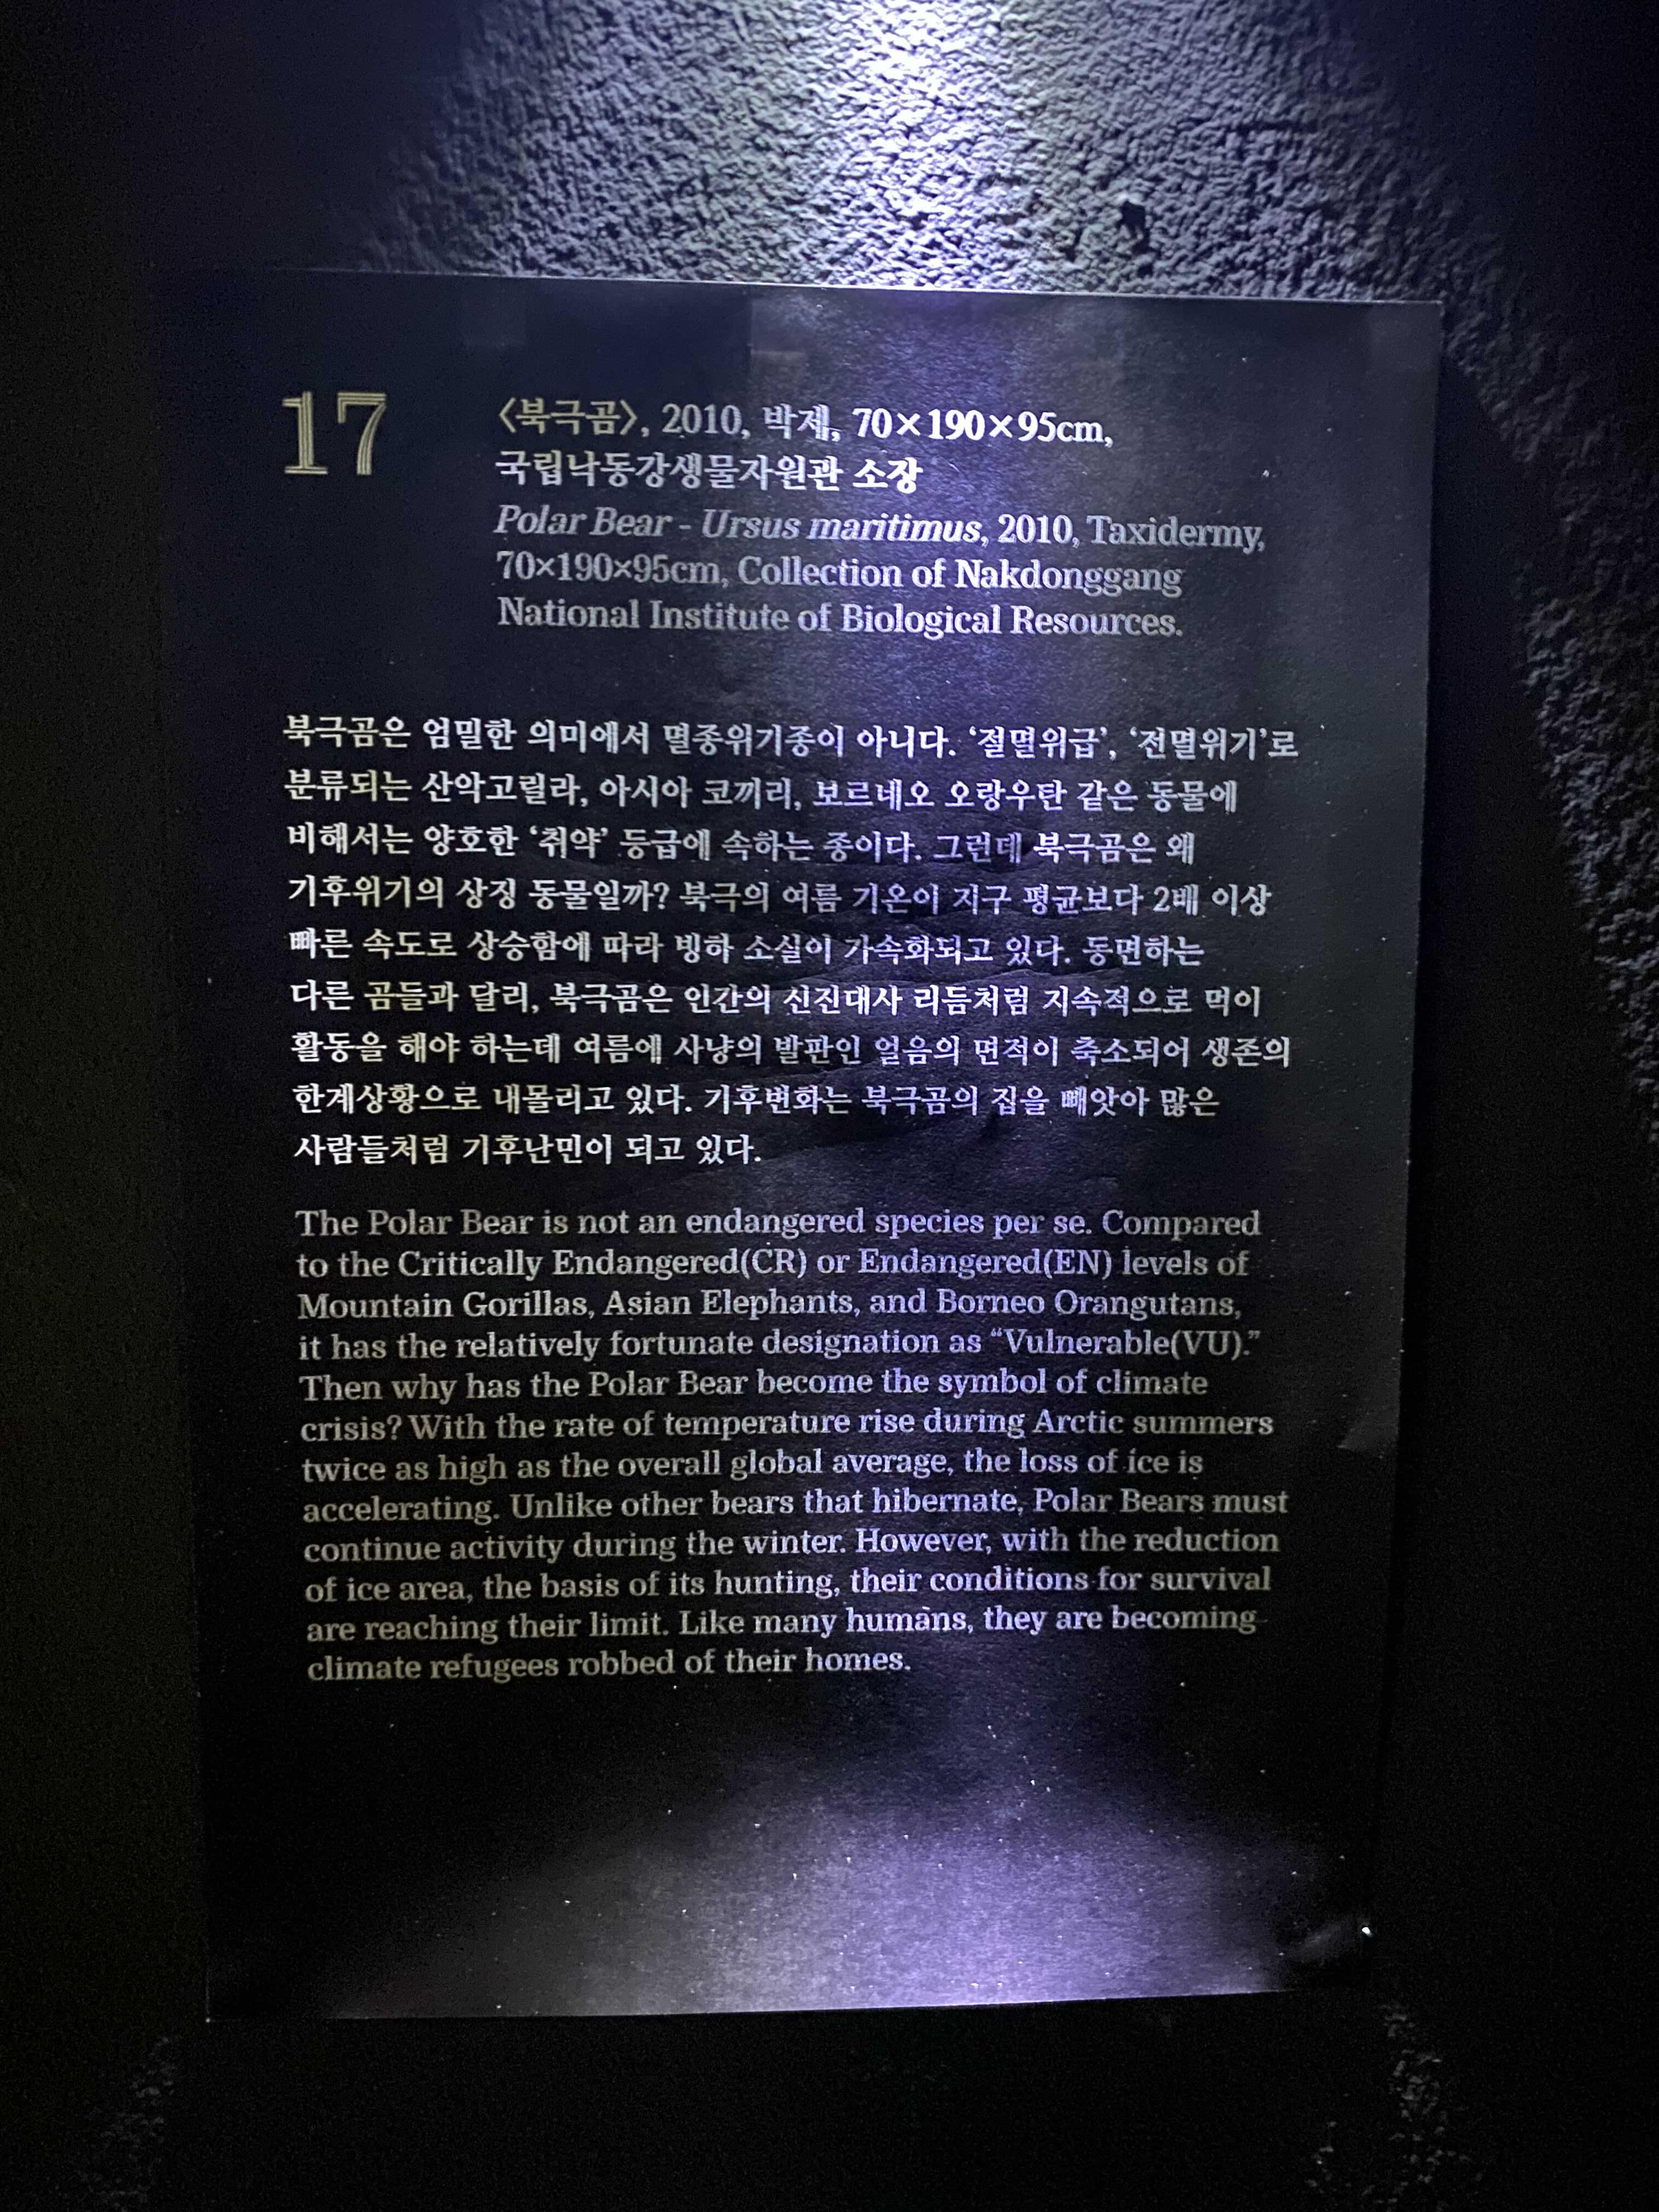 17
〈북극곰〉, 2010, 박제, 70×190×95cm,
국립낙동강생물자원관 소장
Polar Bear - Ursus maritimus, 2010, Taxidermy,
70×190×95cm, Collection of Nakdonggang
National Institute of Biological Resources.
북극곰은 엄밀한 의미에서 멸종위기종이 아니다. ‘절멸위급’, ‘전멸위기’로
분류되는 산악고릴라, 아시아 코끼리, 보르네오 오랑우탄 같은 동물에
비해서는 양호한 ‘취약’ 등급에 속하는 종이다. 그런데 북극곰은 왜
기후위기의 상징 동물일까? 북극의 여름 기온이 지구 평균보다 2배 이상
빠른 속도로 상승함에 따라 빙하 소실이 가속화되고 있다. 동면하는
다른 곰들과 달리, 북극곰은 인간의 신진대사 리듬처럼 지속적으로 먹이
활동을 해야 하는데 여름에 사냥의 발판인 얼음의 면적이 축소되어 생존의
한계상황으로 내몰리고 있다. 기후변화는 북극곰의 집을 빼앗아 많은
사람들처럼 기후난민이 되고 있다.
The Polar Bear is not an endangered species per se. Compared
to the Critically Endangered(CR) or Endangered(EN) levels of
Mountain Gorillas, Asian Elephants, and Borneo Orangutans,
it has the relatively fortunate designation as “Vulnerable(VU).”
Then why has the Polar Bear become the symbol of climate
crisis? With the rate of temperature rise during Arctic summers
twice as high as the overall global average, the loss of ice is
accelerating. Unlike other bears that hibernate, Polar Bears must
continue activity during the winter. However, with the reduction
of ice area, the basis of its hunting, their conditions for survival
are reaching their limit. Like many humans, they are becoming
climate refugees robbed of their homes.